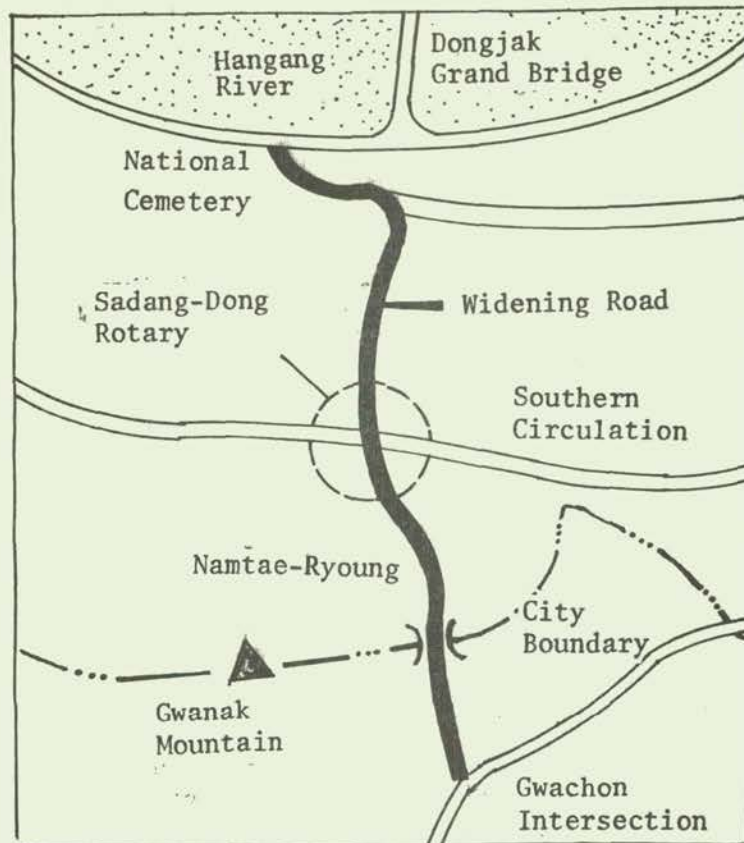 Hangang
River
Dongjak
Grand Bridge
National
Cemetery
Sadang-Dong
Rotary
Widening Road
Southern
Circulation
Namtae-Ryoung
City
Boundary
Gwanak
Mountain
Gwachon
Intersection